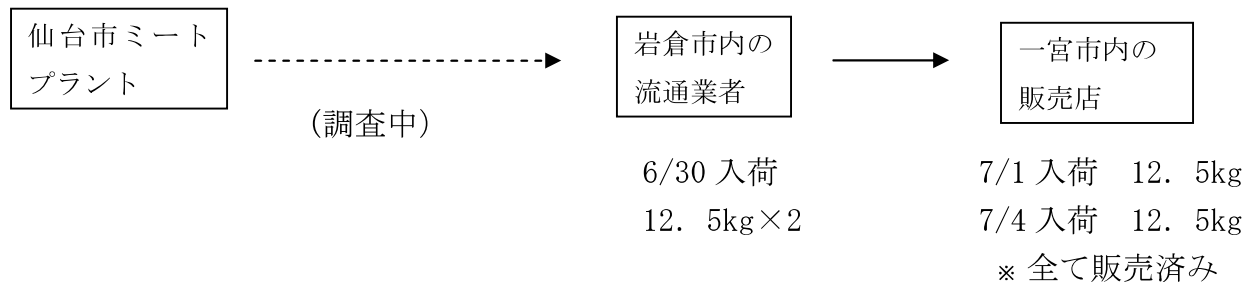 仙台市ミート
プラント
(調査中)
岩倉市内の
流通業者
6/30 入荷
12. 5kg×2
一宮市内の
販売店
7/1 入荷　12. 5kg
7/4 入荷　12. 5kg
※ 全て販売済み